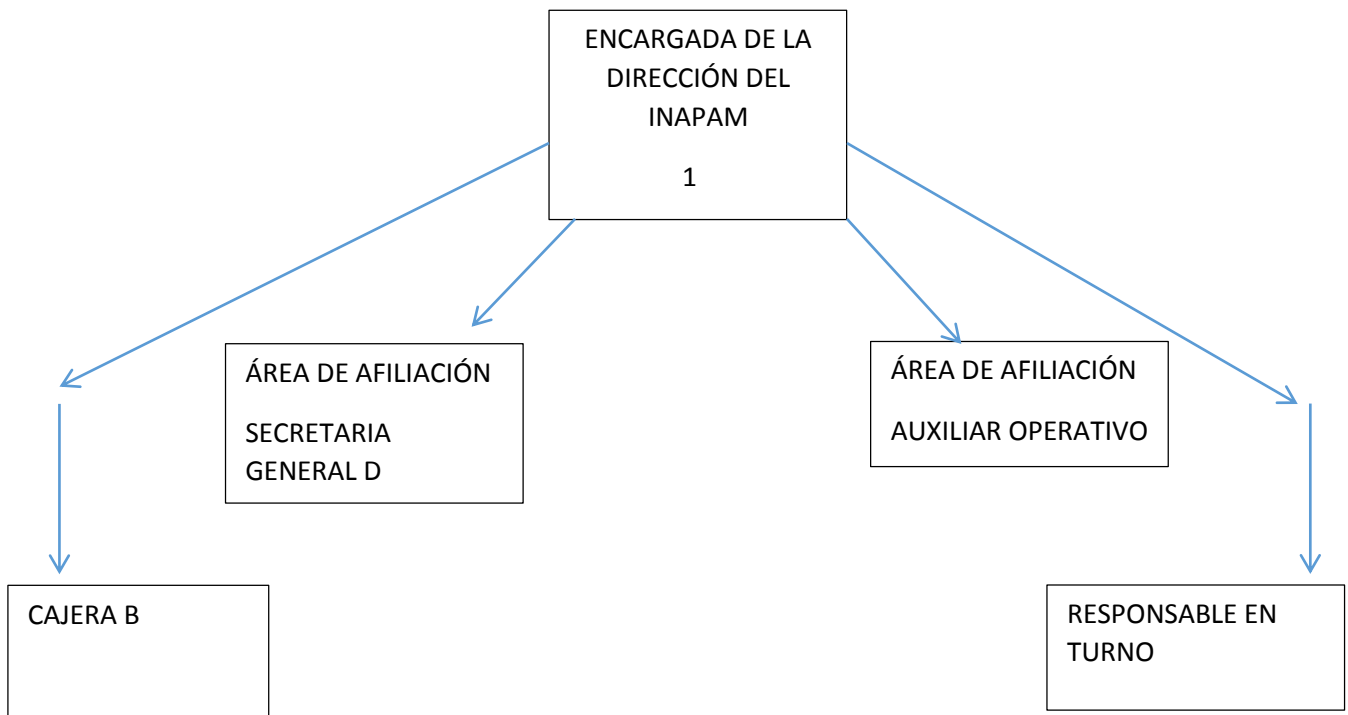 ENCARGADA DE LA
DIRECCIÓN DEL
INAPAM
1
ÁREA DE AFILIACIÓN
SECRETARIA
GENERAL D
ÁREA DE AFILIACIÓN
AUXILIAR OPERATIVO
CAJERA B
RESPONSABLE EN
TURNO